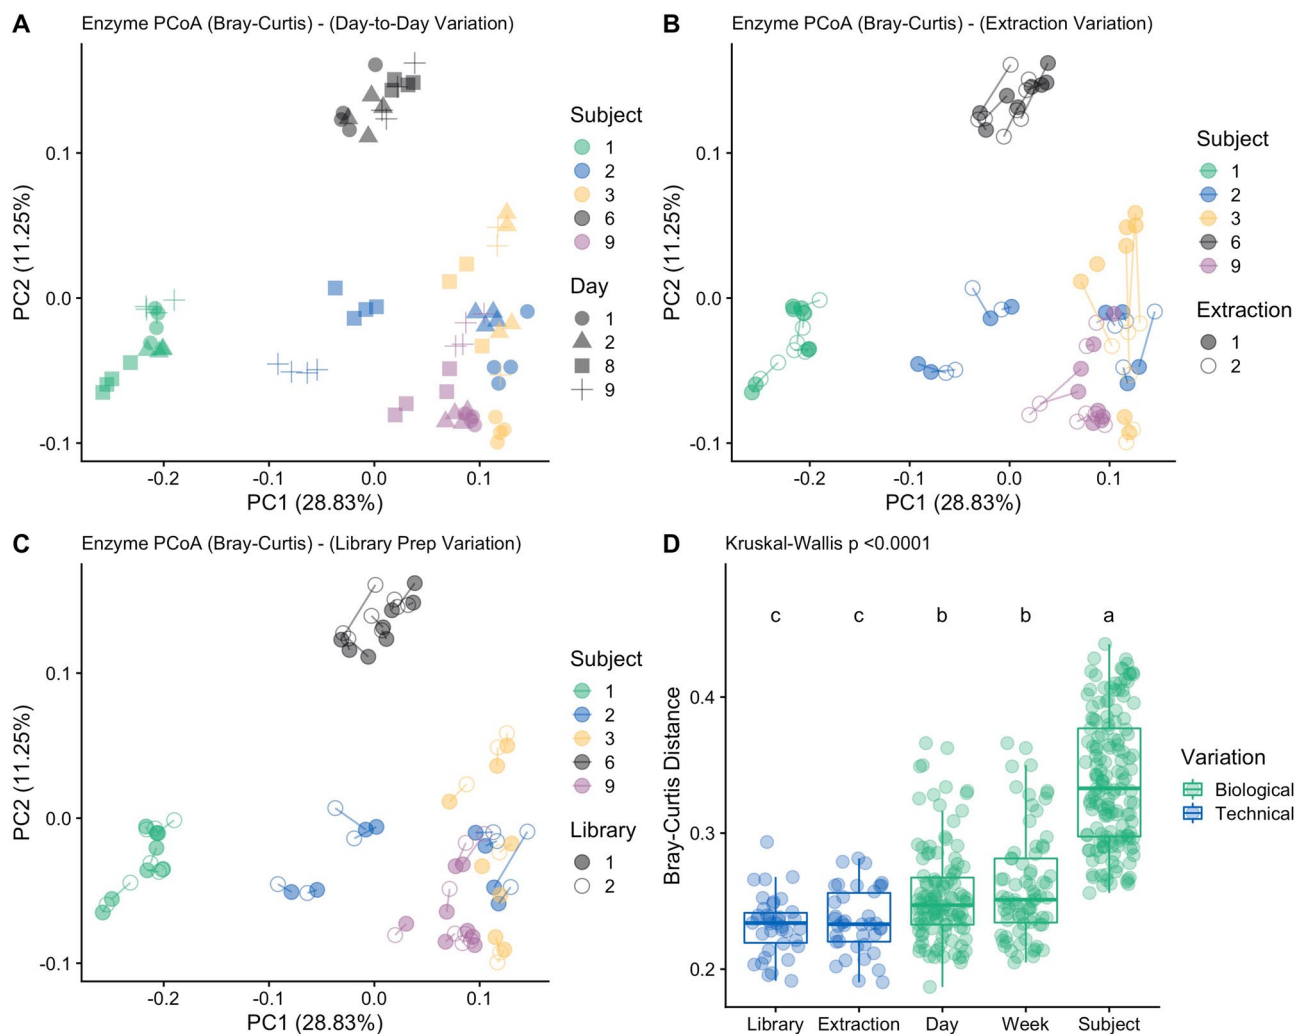 A
Enzyme PCoA (Bray-Curtis) - (Day-to-Day Variation)
PC2 (11.25%)
0.1
0.0
-0.1
-0.2
-0.1
0.0
0.1
PC1 (28.83%)
Subject
1
2
3
6
9
Day
1
2
8
9
B
Enzyme PCoA (Bray-Curtis) - (Extraction Variation)
PC2 (11.25%)
0.1
0.0
-0.1
-0.2
-0.1
0.0
0.1
PC1 (28.83%)
Subject
1
2
3
6
9
Extraction
1
2
C
Enzyme PCoA (Bray-Curtis) - (Library Prep Variation)
PC2 (11.25%)
0.1
0.0
-0.1
-0.2
-0.1
0.0
0.1
PC1 (28.83%)
Subject
1
2
3
6
9
Library
1
2
D
Kruskal-Wallis p <0.0001
c
c
b
b
a
Bray-Curtis Distance
0.4
0.3
0.2
Library
Extraction
Day
Week
Subject
Variation
Biological
Technical